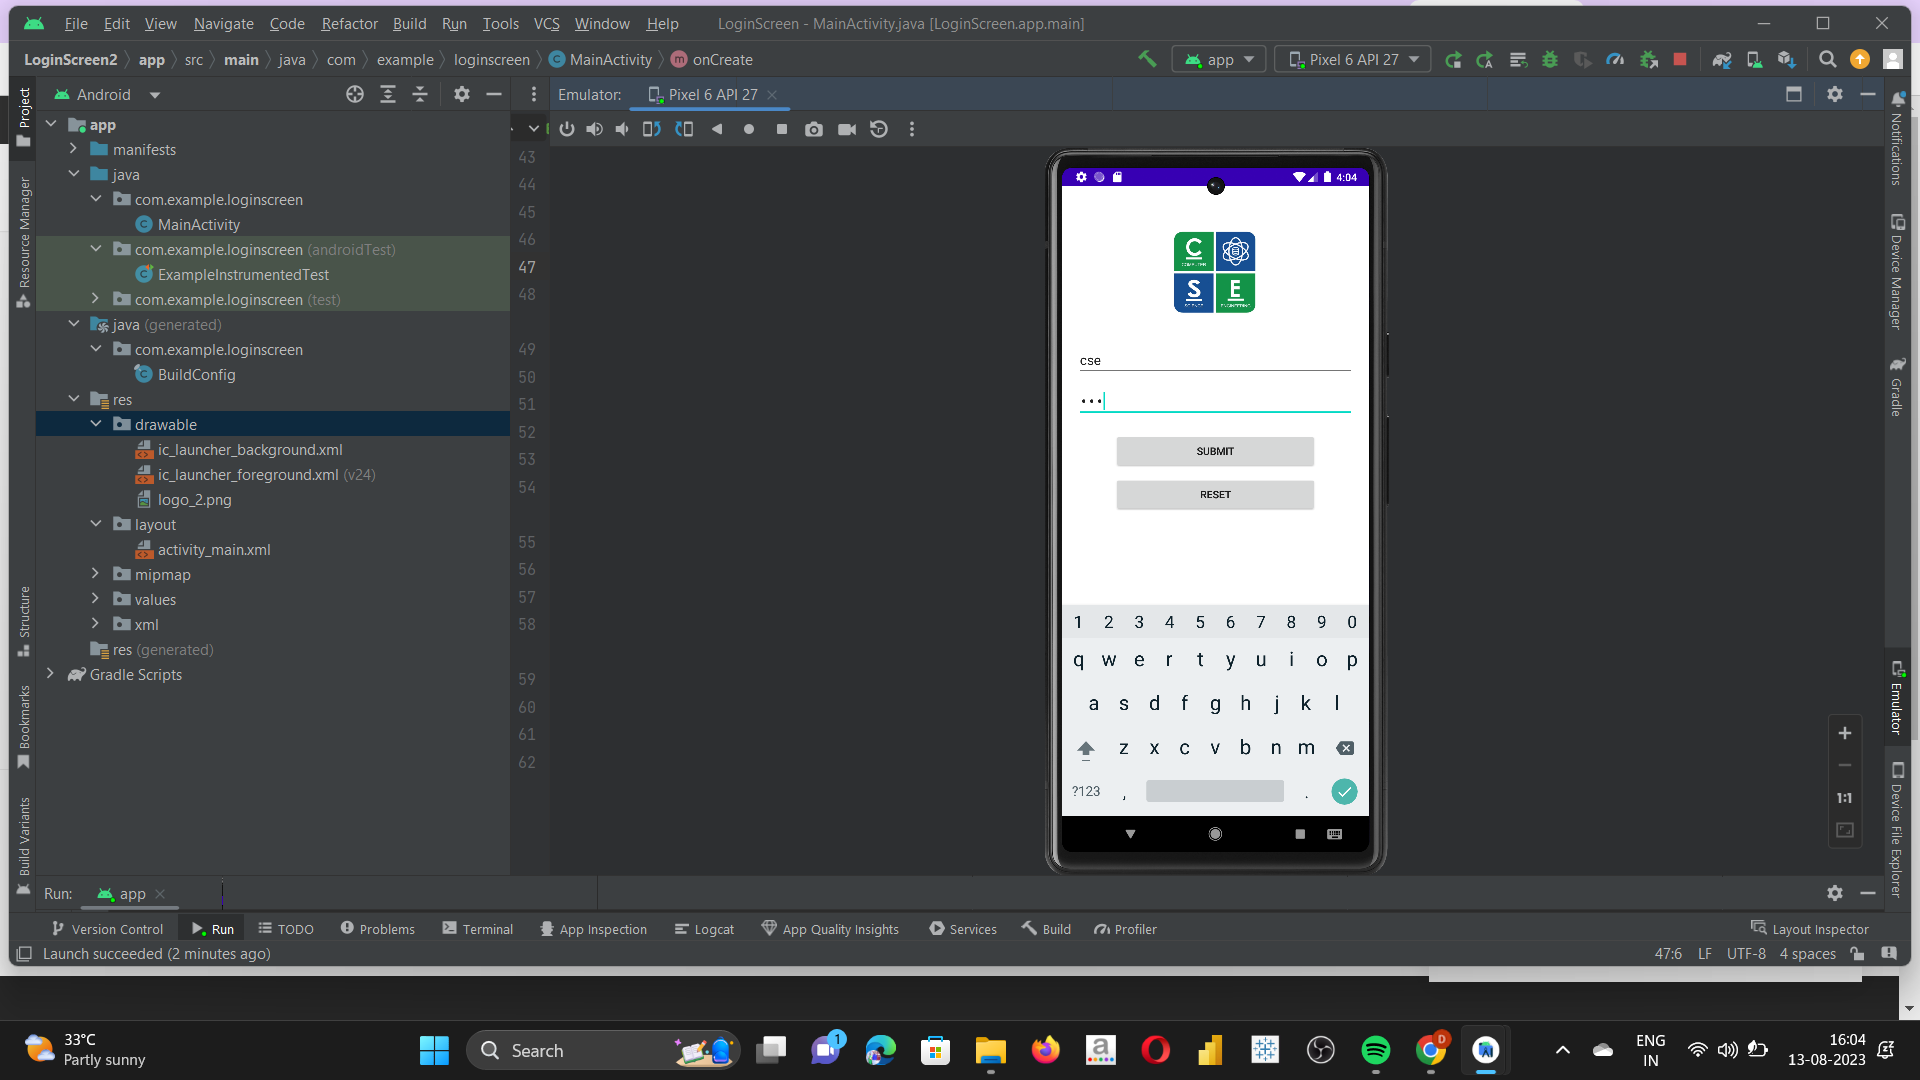 File Edit View Navigate Code Refactor Build Run Tools VCS Window Help LoginScreen - MainActivity.java [LoginScreen.app.main]
LoginScreen2 app src main java com example loginscreen MainActivity onCreate app Pixel 6 API 27
Project
Resource Manager
Structure
Bookmarks
Build Variants
Android
app
manifests
java
com.example.loginscreen
MainActivity
com.example.loginscreen (androidTest)
ExampleInstrumentedTest
com.example.loginscreen (test)
java (generated)
com.example.loginscreen
BuildConfig
res
drawable
ic_launcher_background.xml
ic_launcher_foreground.xml (v24)
logo_2.png
layout
activity_main.xml
mipmap
values
xml
res (generated)
Gradle Scripts
43
44
45
46
47
48
49
50
51
52
53
54
55
56
57
58
59
60
61
62
Emulator: Pixel 6 API 27
4:04
C
COMPUTER
S
SCIENCE
E
ENGINEERING
cse
•••
SUBMIT
RESET
1 2 3 4 5 6 7 8 9 0
q w e r t y u i o p
a s d f g h j k l
z x c v b n m
?123 , .
1:1
Notifications
Device Manager
Gradle
Emulator
Device File Explorer
Run: app
Version Control Run TODO Problems Terminal App Inspection Logcat App Quality Insights Services Build Profiler Layout Inspector
Launch succeeded (2 minutes ago) 47:6 LF UTF-8 4 spaces
33°C
Partly sunny
Search
1
a
D
ENG
IN
16:04
13-08-2023